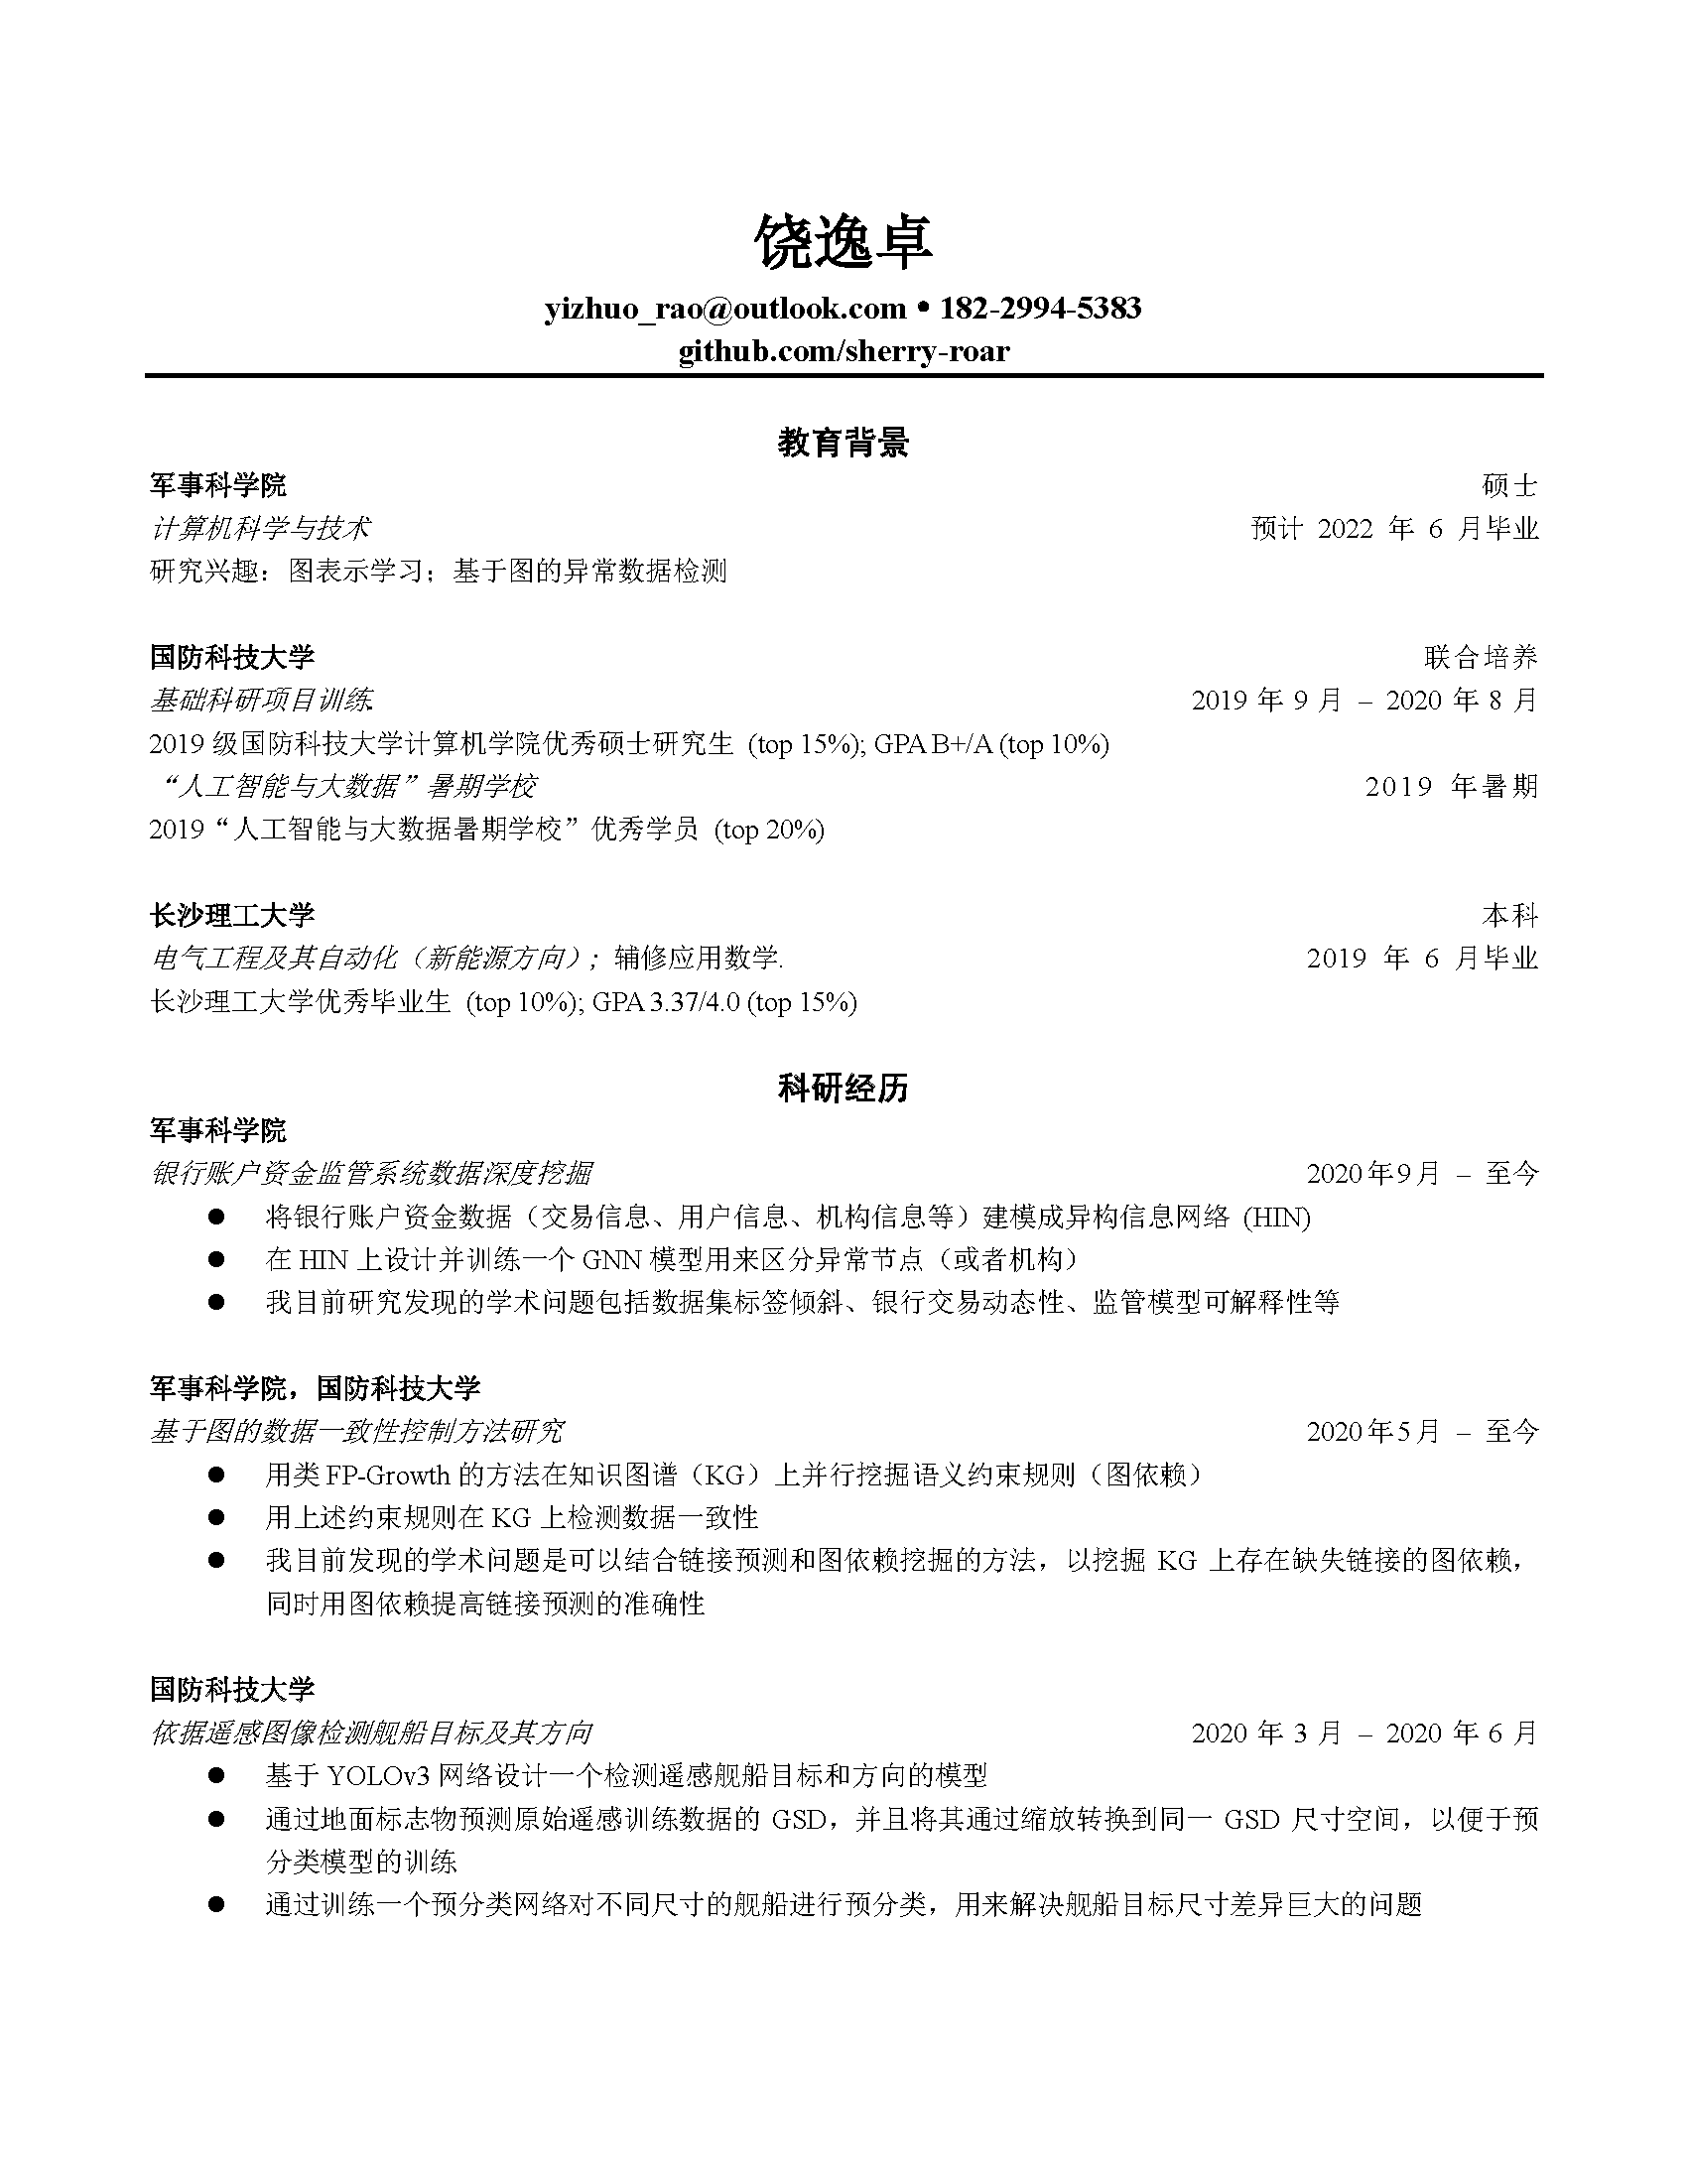 饶逸卓
yizhuo_rao@outlook.com • 182-2994-5383
github.com/sherry-roar
教育背景
军事科学院 硕士
计算机科学与技术 预计 2022 年 6 月毕业
研究兴趣：图表示学习；基于图的异常数据检测
国防科技大学 联合培养
基础科研项目训练. 2019 年 9 月 – 2020 年 8 月
2019 级国防科技大学计算机学院优秀硕士研究生 (top 15%); GPA B+/A (top 10%)
“人工智能与大数据”暑期学校 2019 年暑期
2019“人工智能与大数据暑期学校”优秀学员 (top 20%)
长沙理工大学 本科
电气工程及其自动化（新能源方向）; 辅修应用数学. 2019 年 6 月毕业
长沙理工大学优秀毕业生 (top 10%); GPA 3.37/4.0 (top 15%)
科研经历
军事科学院
银行账户资金监管系统数据深度挖掘 2020年9月 – 至今
● 将银行账户资金数据（交易信息、用户信息、机构信息等）建模成异构信息网络 (HIN)
● 在 HIN 上设计并训练一个 GNN 模型用来区分异常节点（或者机构）
● 我目前研究发现的学术问题包括数据集标签倾斜、银行交易动态性、监管模型可解释性等
军事科学院，国防科技大学
基于图的数据一致性控制方法研究 2020年5月 – 至今
● 用类 FP-Growth 的方法在知识图谱（KG）上并行挖掘语义约束规则（图依赖）
● 用上述约束规则在 KG 上检测数据一致性
● 我目前发现的学术问题是可以结合链接预测和图依赖挖掘的方法，以挖掘 KG 上存在缺失链接的图依赖，
同时用图依赖提高链接预测的准确性
国防科技大学
依据遥感图像检测舰船目标及其方向 2020 年 3 月 – 2020 年 6 月
● 基于 YOLOv3 网络设计一个检测遥感舰船目标和方向的模型
● 通过地面标志物预测原始遥感训练数据的 GSD，并且将其通过缩放转换到同一 GSD 尺寸空间，以便于预
分类模型的训练
● 通过训练一个预分类网络对不同尺寸的舰船进行预分类，用来解决舰船目标尺寸差异巨大的问题